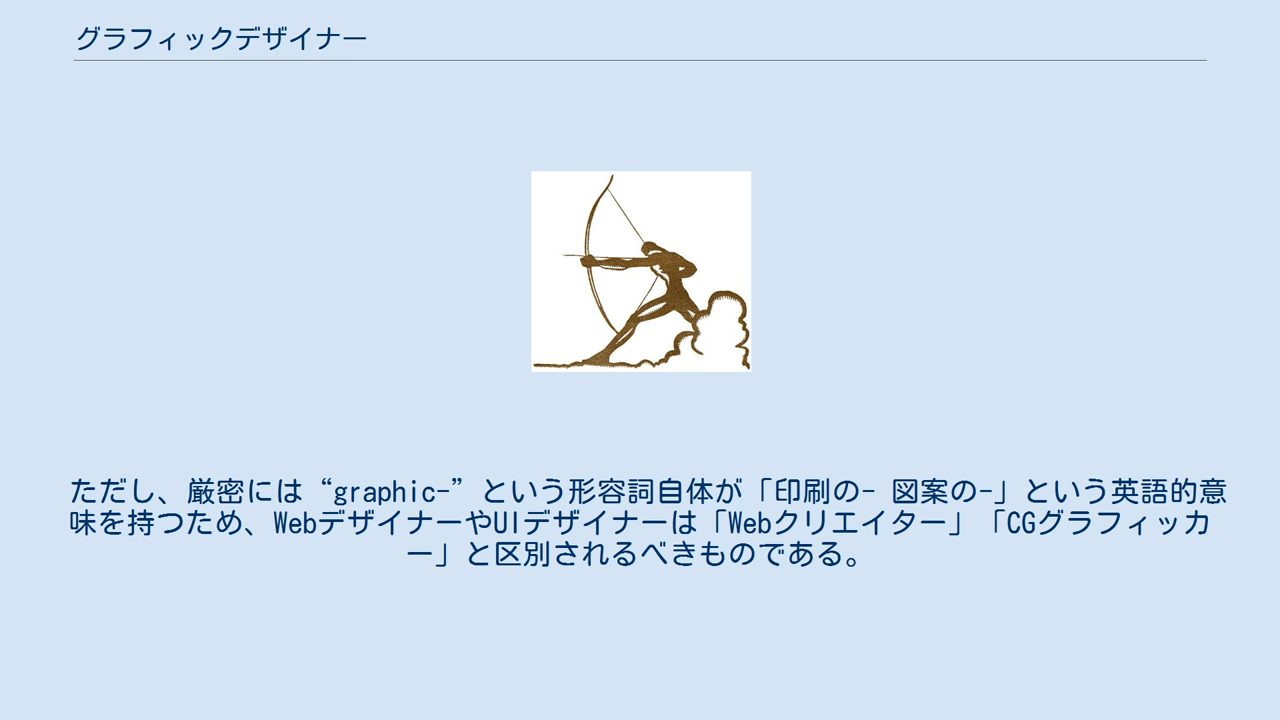 グラフィックデザイナー
ただし、厳密には“graphic-”という形容詞自体が「印刷の- 図案の-」という英語的意
味を持つため、WebデザイナーやUIデザイナーは「Webクリエイター」「CGグラフィッカ
ー」と区別されるべきものである。